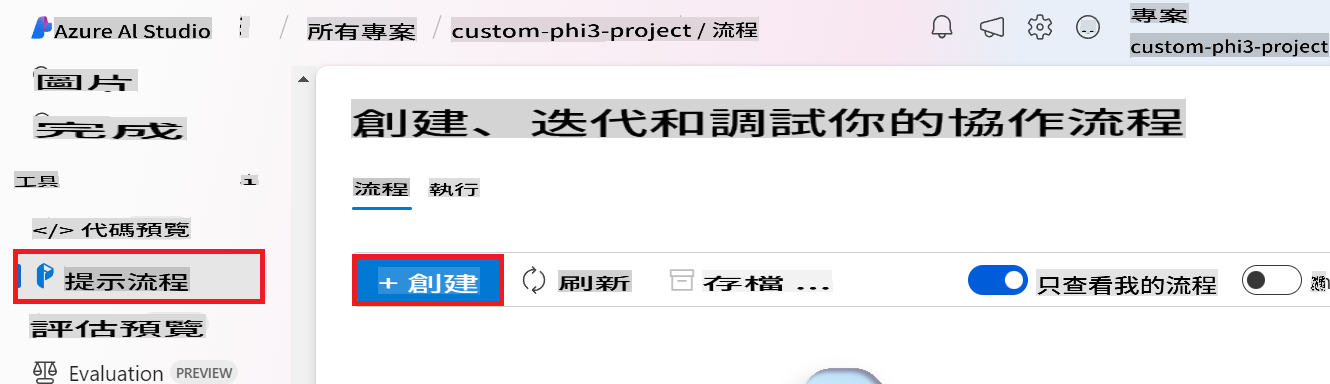 Azure AI Studio / 所有專案 / custom-phi3-project / 流程
專案
custom-phi3-project
圖片
完成
工具
</> 代碼預覽
提示流程
評估預覽
Evaluation PREVIEW
創建、迭代和調試你的協作流程
流程 執行
+ 創建 刷新 存檔 ... 只查看我的流程